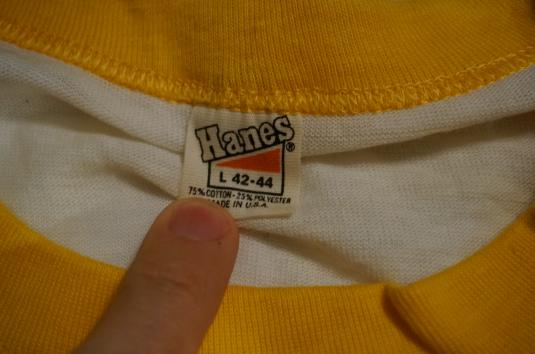 Hanes®
L 42-44
75% COTTON-25% POLYESTER
MADE IN U.S.A.